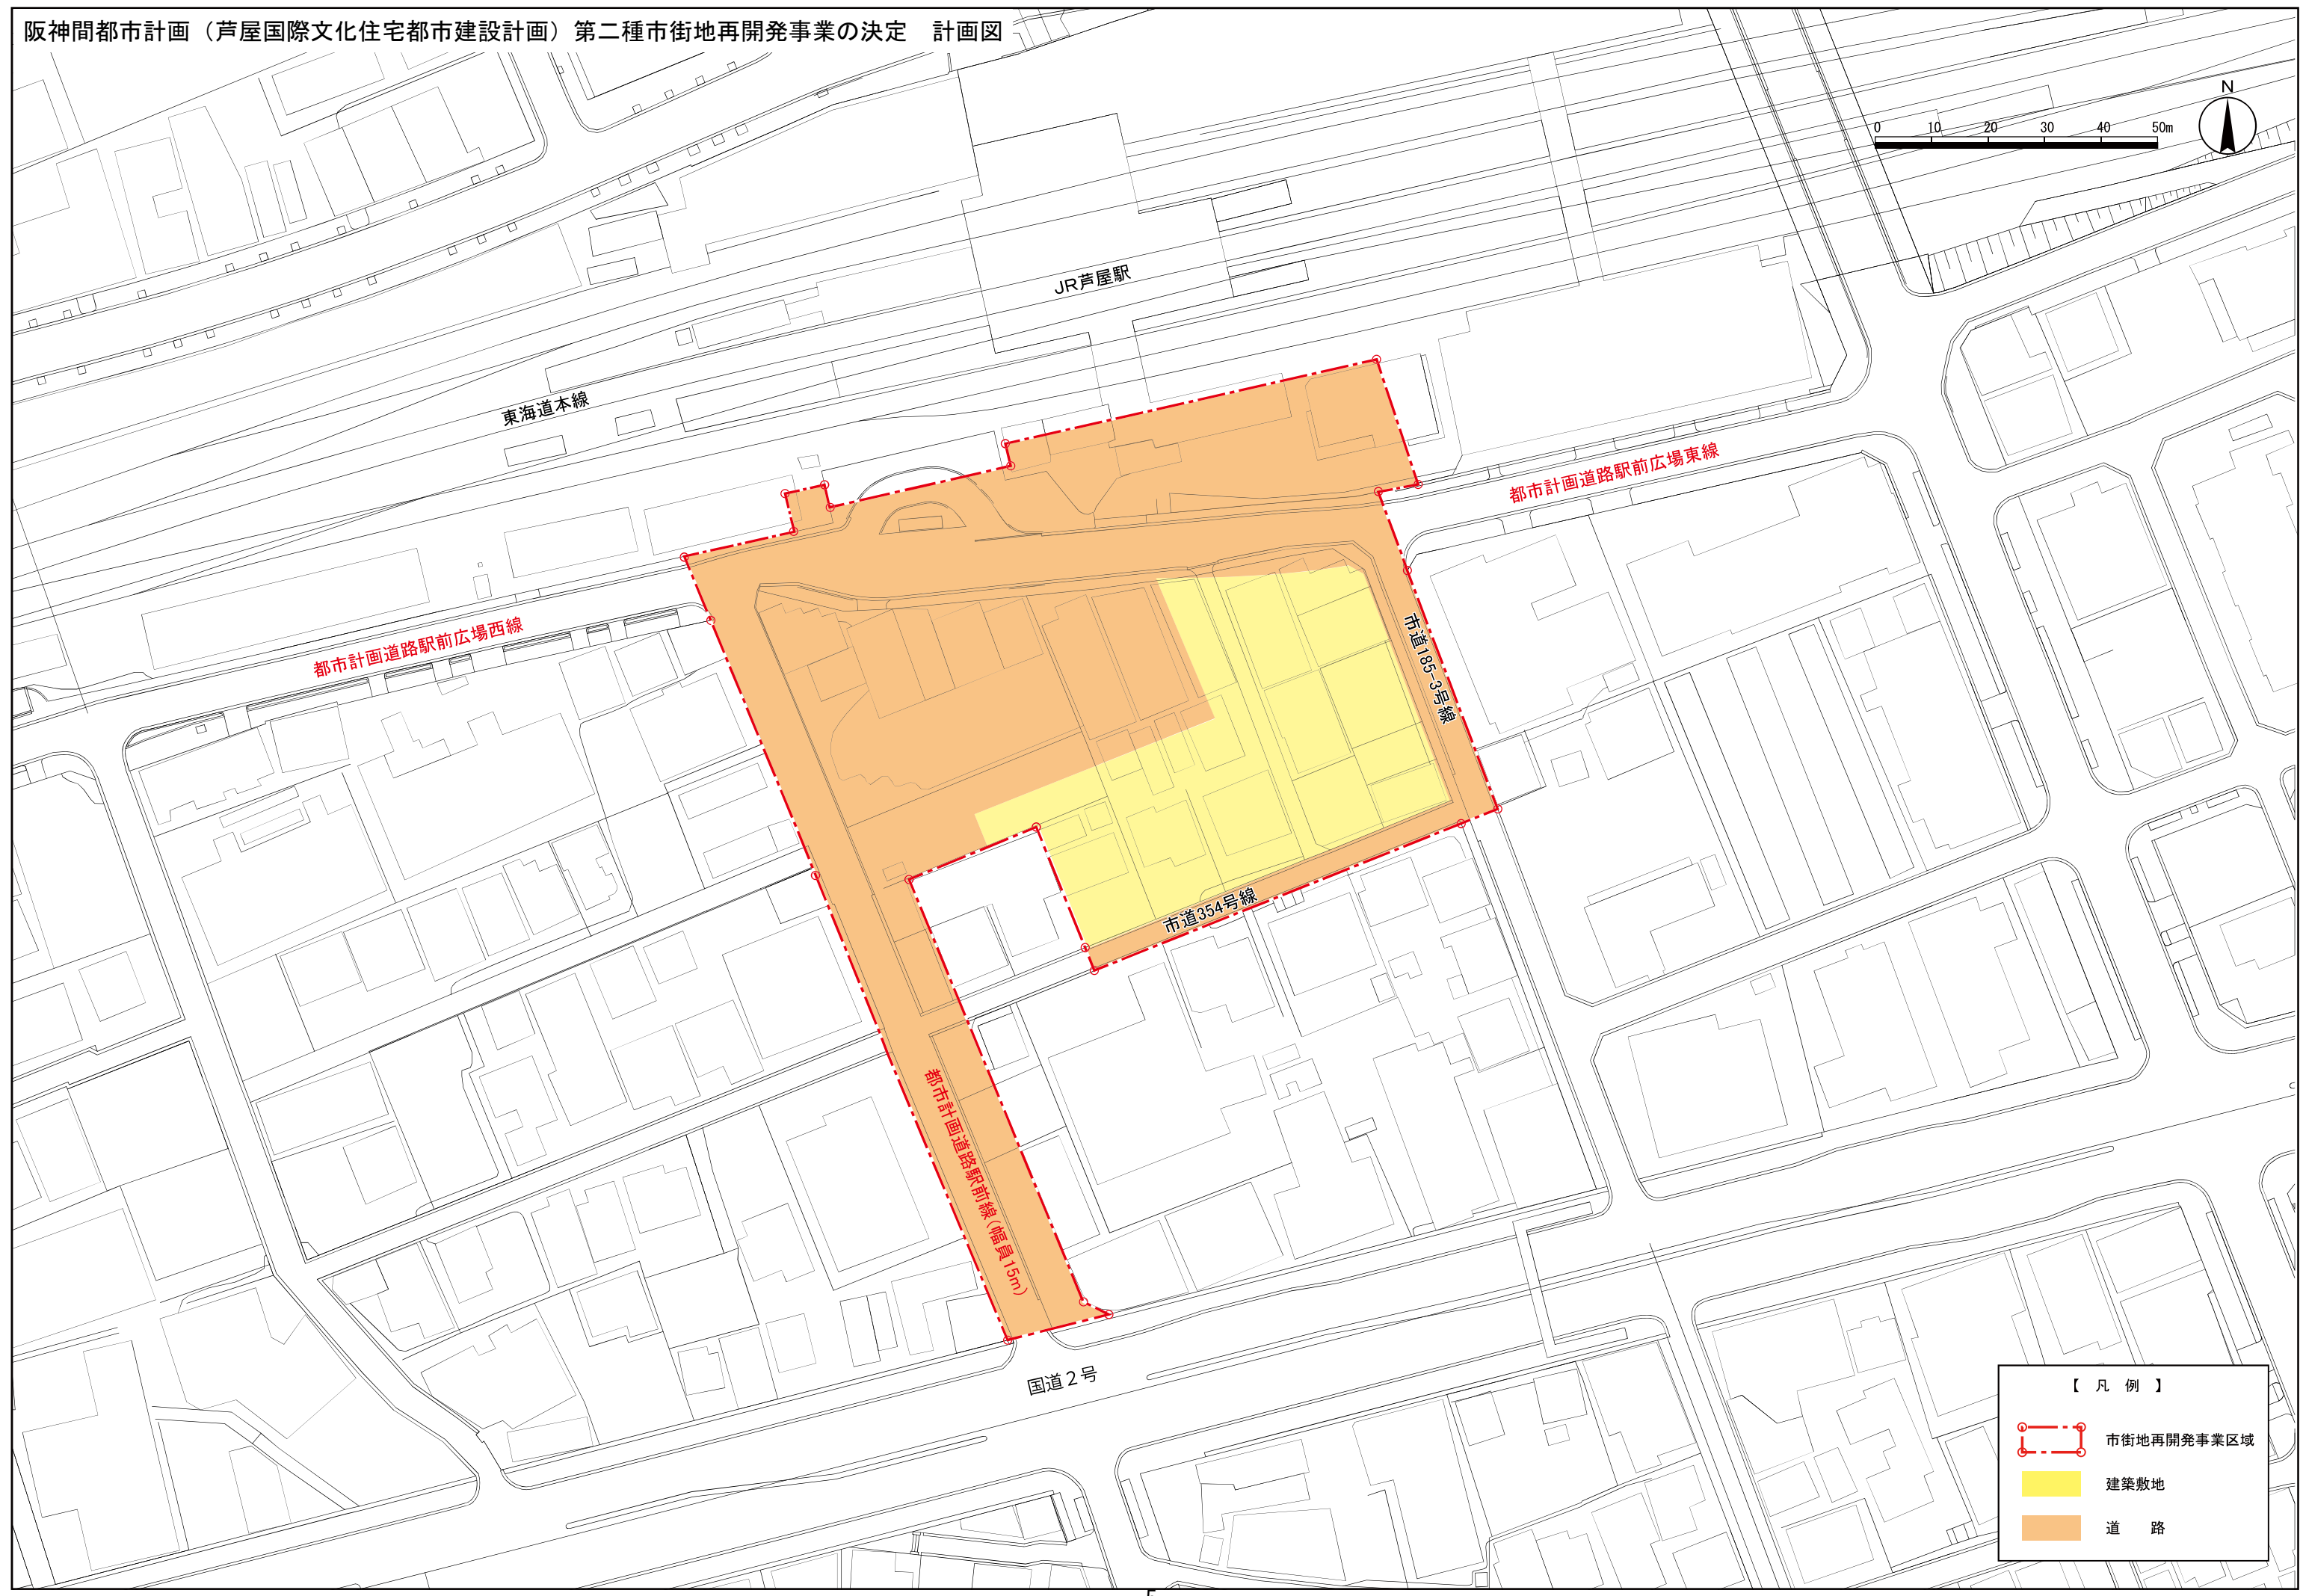 阪神間都市計画（芦屋国際文化住宅都市建設計画）第二種市街地再開発事業の決定　計画図
N
0 10 20 30 40 50m
JR芦屋駅
東海道本線
都市計画道路駅前広場東線
都市計画道路駅前広場西線
市道185-3号線
市道354号線
都市計画道路駅前線(幅員15m)
国道２号
【　凡　例　】
市街地再開発事業区域
建築敷地
道　　路